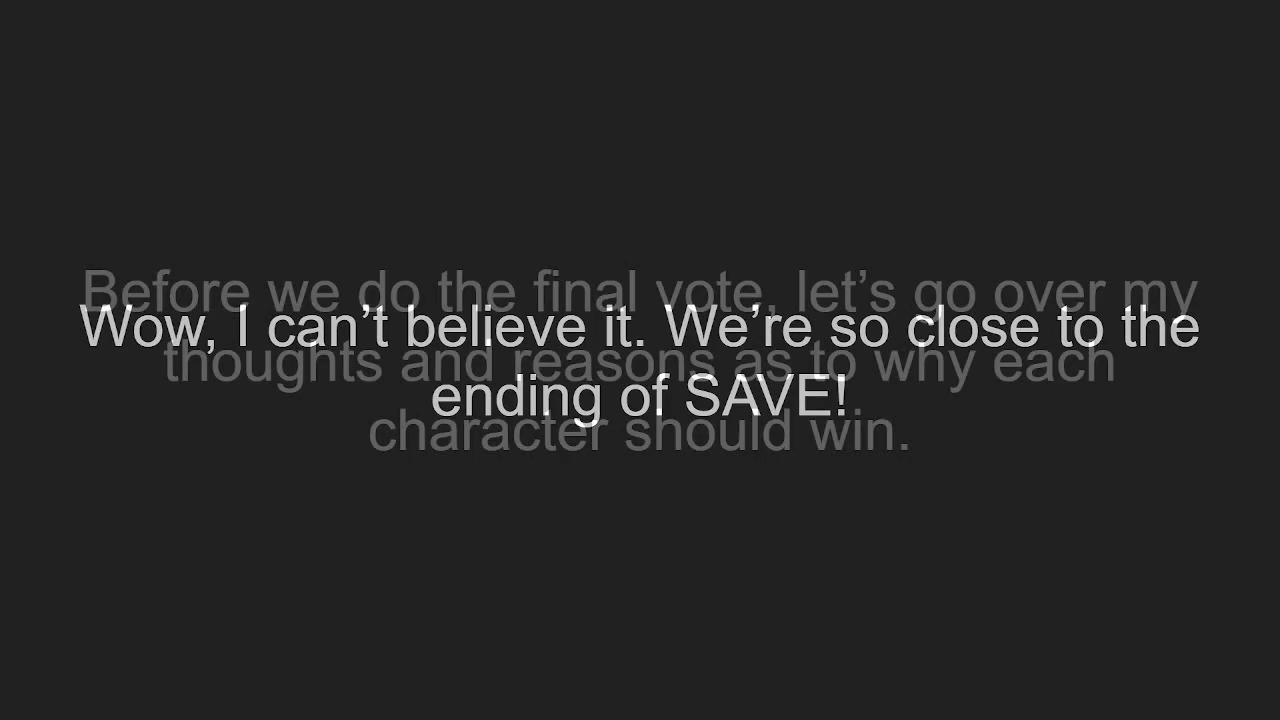 Wow, I can’t believe it. We’re so close to the
ending of SAVE!
Before we do the final vote, let’s go over my
thoughts and reasons as to why each
character should win.